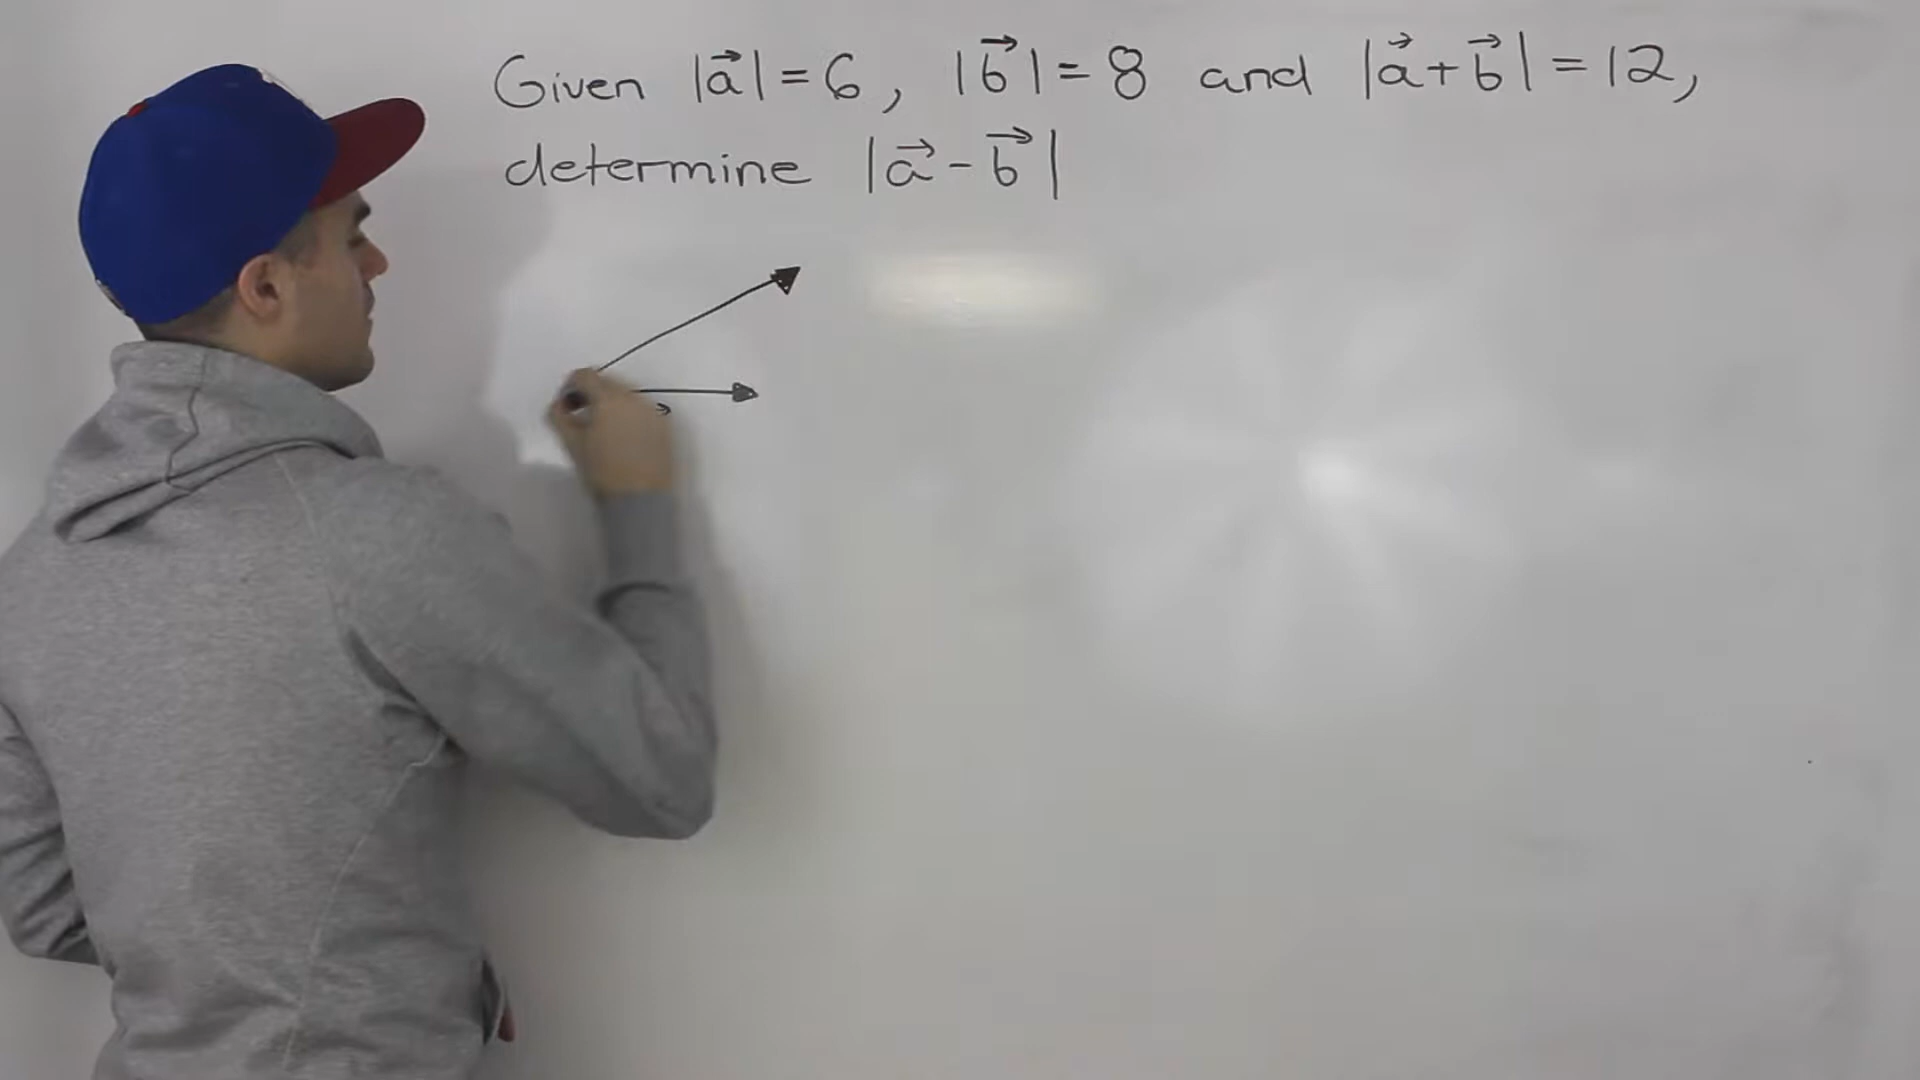 Given |a⃗| = 6, |b⃗| = 8 and |a⃗+b⃗| = 12,
determine |a⃗-b⃗|